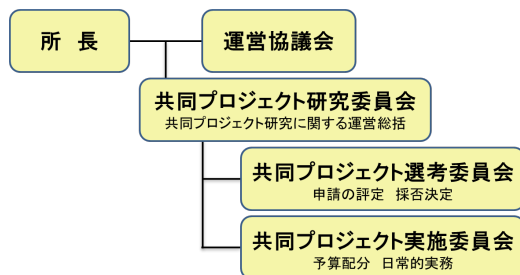 所 長
運営協議会
共同プロジェクト研究委員会
共同プロジェクト研究に関する運営総括
共同プロジェクト選考委員会
申請の評定 採否決定
共同プロジェクト実施委員会
予算配分 日常的実務